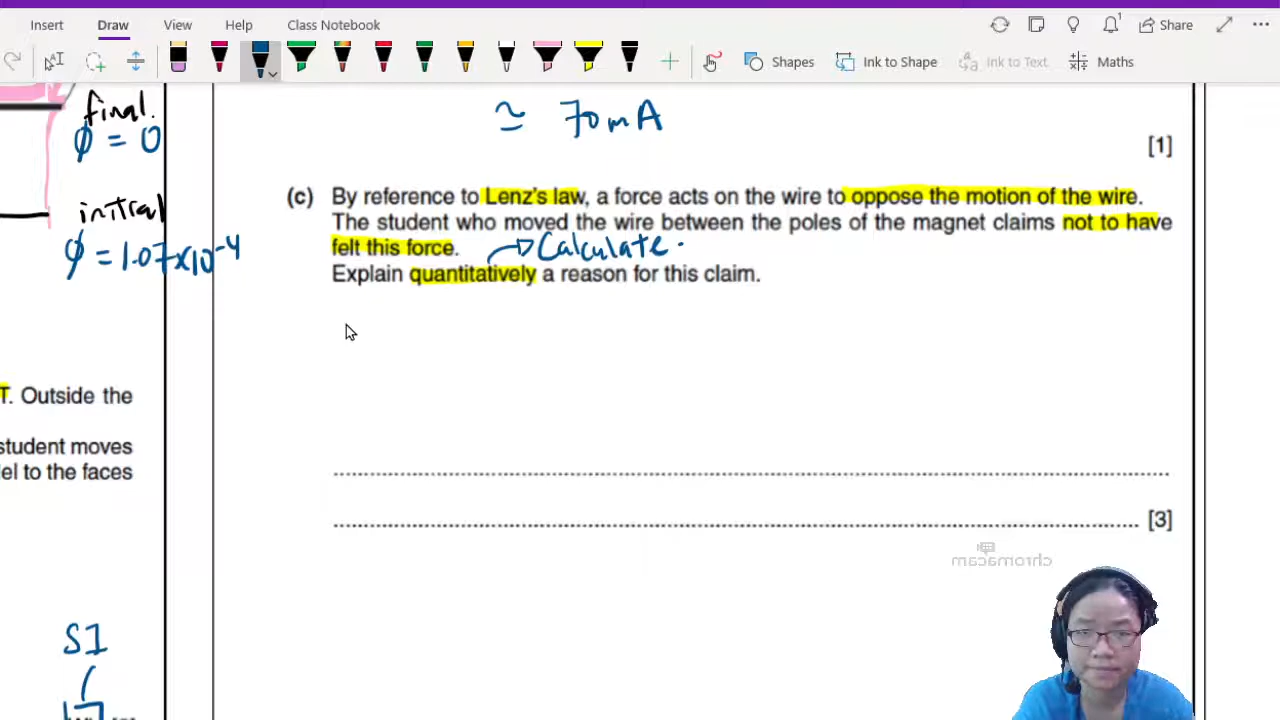 Insert Draw View Help Class Notebook 1 Share
Shapes Ink to Shape Ink to Text Maths
final.
ϕ = 0
initial
ϕ = 1.07×10⁻⁴
T. Outside the
student moves
el to the faces
SI
≅ 70mA
[1]
(c) By reference to Lenz's law, a force acts on the wire to oppose the motion of the wire.
The student who moved the wire between the poles of the magnet claims not to have
felt this force. → Calculate.
Explain quantitatively a reason for this claim.
[3]
chromacam